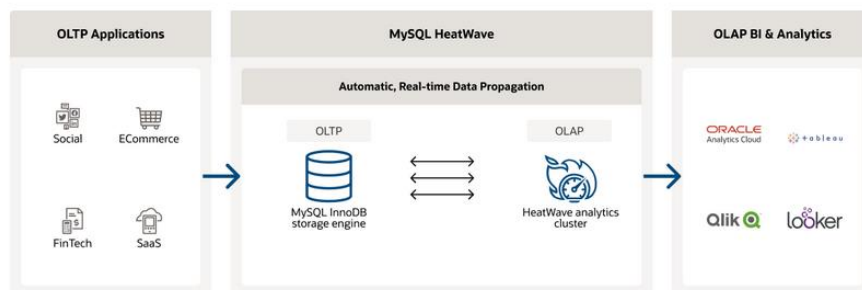 OLTP Applications
Social
ECommerce
FinTech
SaaS
MySQL HeatWave
Automatic, Real-time Data Propagation
OLTP
OLAP
MySQL InnoDB
storage engine
HeatWave analytics
cluster
OLAP BI & Analytics
ORACLE
Analytics Cloud
+ableau
Qlik
looker